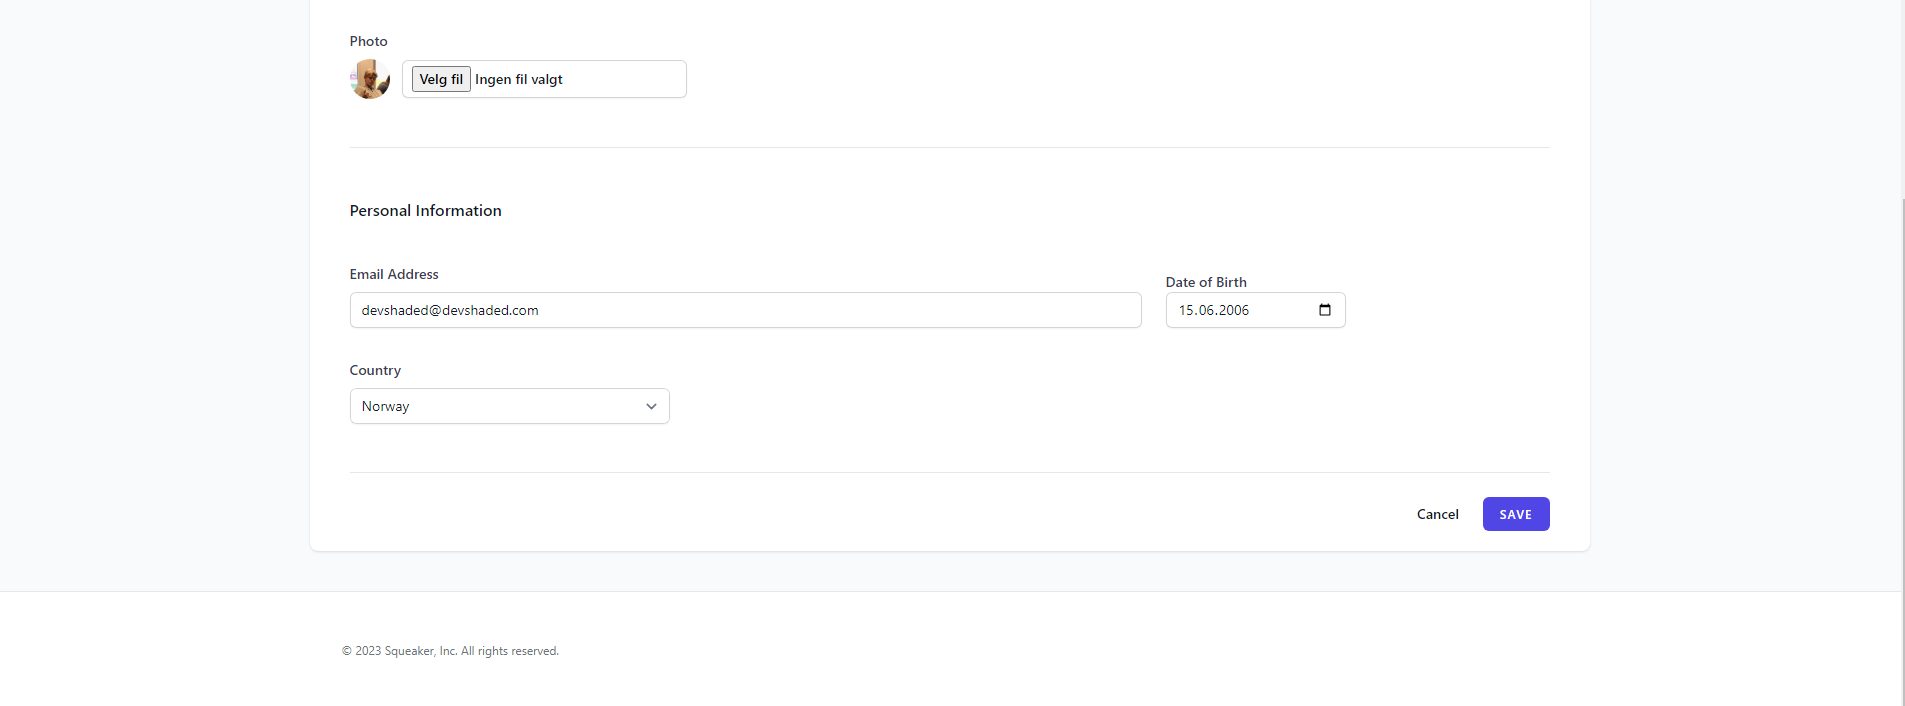 Photo
Velg fil Ingen fil valgt
Personal Information
Email Address
devshaded@devshaded.com
Date of Birth
15.06.2006
Country
Norway
Cancel
SAVE
© 2023 Squeaker, Inc. All rights reserved.